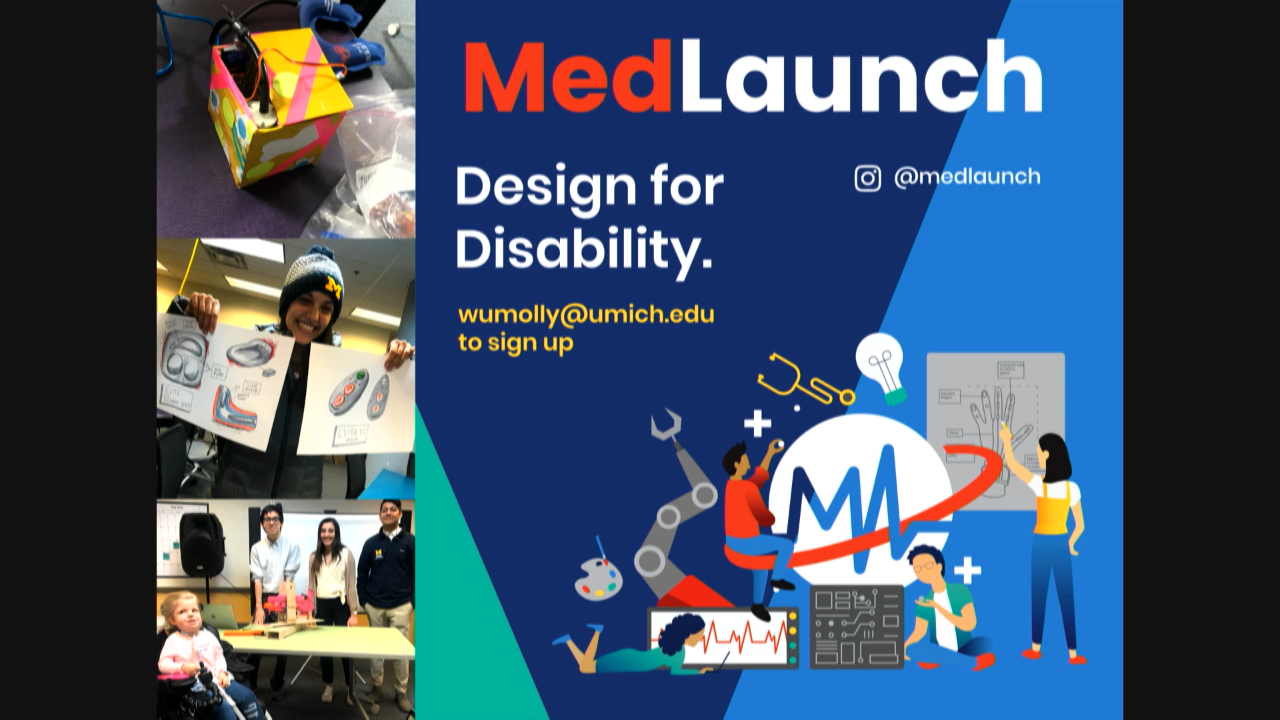 MedLaunch
Design for
Disability.
@medlaunch
wumolly@umich.edu
to sign up
M